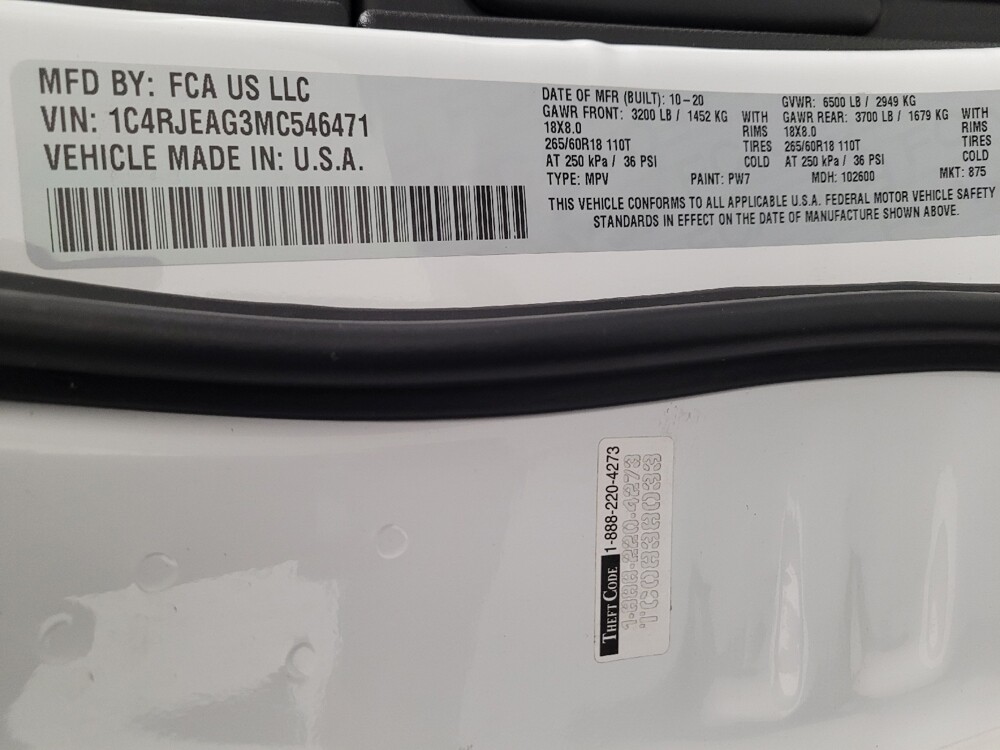 MFD BY: FCA US LLC
VIN: 1C4RJEAG3MC546471
VEHICLE MADE IN: U.S.A.
DATE OF MFR (BUILT): 10-20
GAWR FRONT: 3200 LB / 1452 KG WITH
18X8.0 RIMS
265/60R18 110T TIRES
AT 250 kPa / 36 PSI COLD
TYPE: MPV PAINT: PW7
GVWR: 6500 LB / 2949 KG
GAWR REAR: 3700 LB / 1679 KG WITH
18X8.0 RIMS
265/60R18 110T TIRES
AT 250 kPa / 36 PSI COLD
MDH: 102600 MKT: 875
THIS VEHICLE CONFORMS TO ALL APPLICABLE U.S.A. FEDERAL MOTOR VEHICLE SAFETY
STANDARDS IN EFFECT ON THE DATE OF MANUFACTURE SHOWN ABOVE.
THEFT CODE 1-888-220-4273
1-888-220-4273